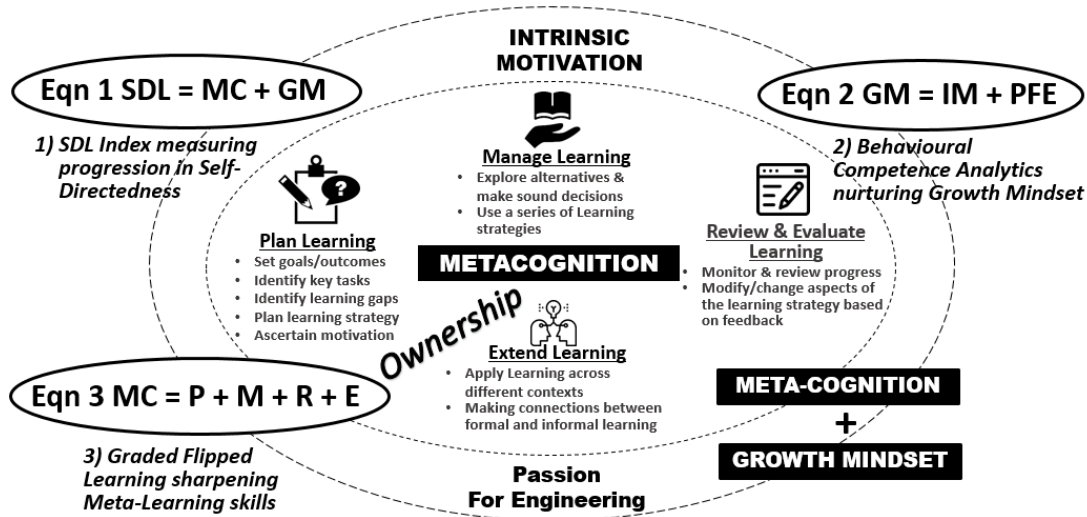 INTRINSIC
MOTIVATION
Eqn 1 SDL = MC + GM
1) SDL Index measuring
progression in Self-
Directedness
Eqn 2 GM = IM + PFE
2) Behavioural
Competence Analytics
nurturing Growth Mindset
Manage Learning
• Explore alternatives &
make sound decisions
• Use a series of Learning
strategies
?
Plan Learning
• Set goals/outcomes
• Identify key tasks
• Identify learning gaps
• Plan learning strategy
• Ascertain motivation
METACOGNITION
Review & Evaluate
Learning
• Monitor & review progress
• Modify/change aspects of
the learning strategy based
on feedback
Ownership
Extend Learning
• Apply Learning across
different contexts
• Making connections between
formal and informal learning
Eqn 3 MC = P + M + R + E
3) Graded Flipped
Learning sharpening
Meta-Learning skills
META-COGNITION
+
GROWTH MINDSET
Passion
For Engineering